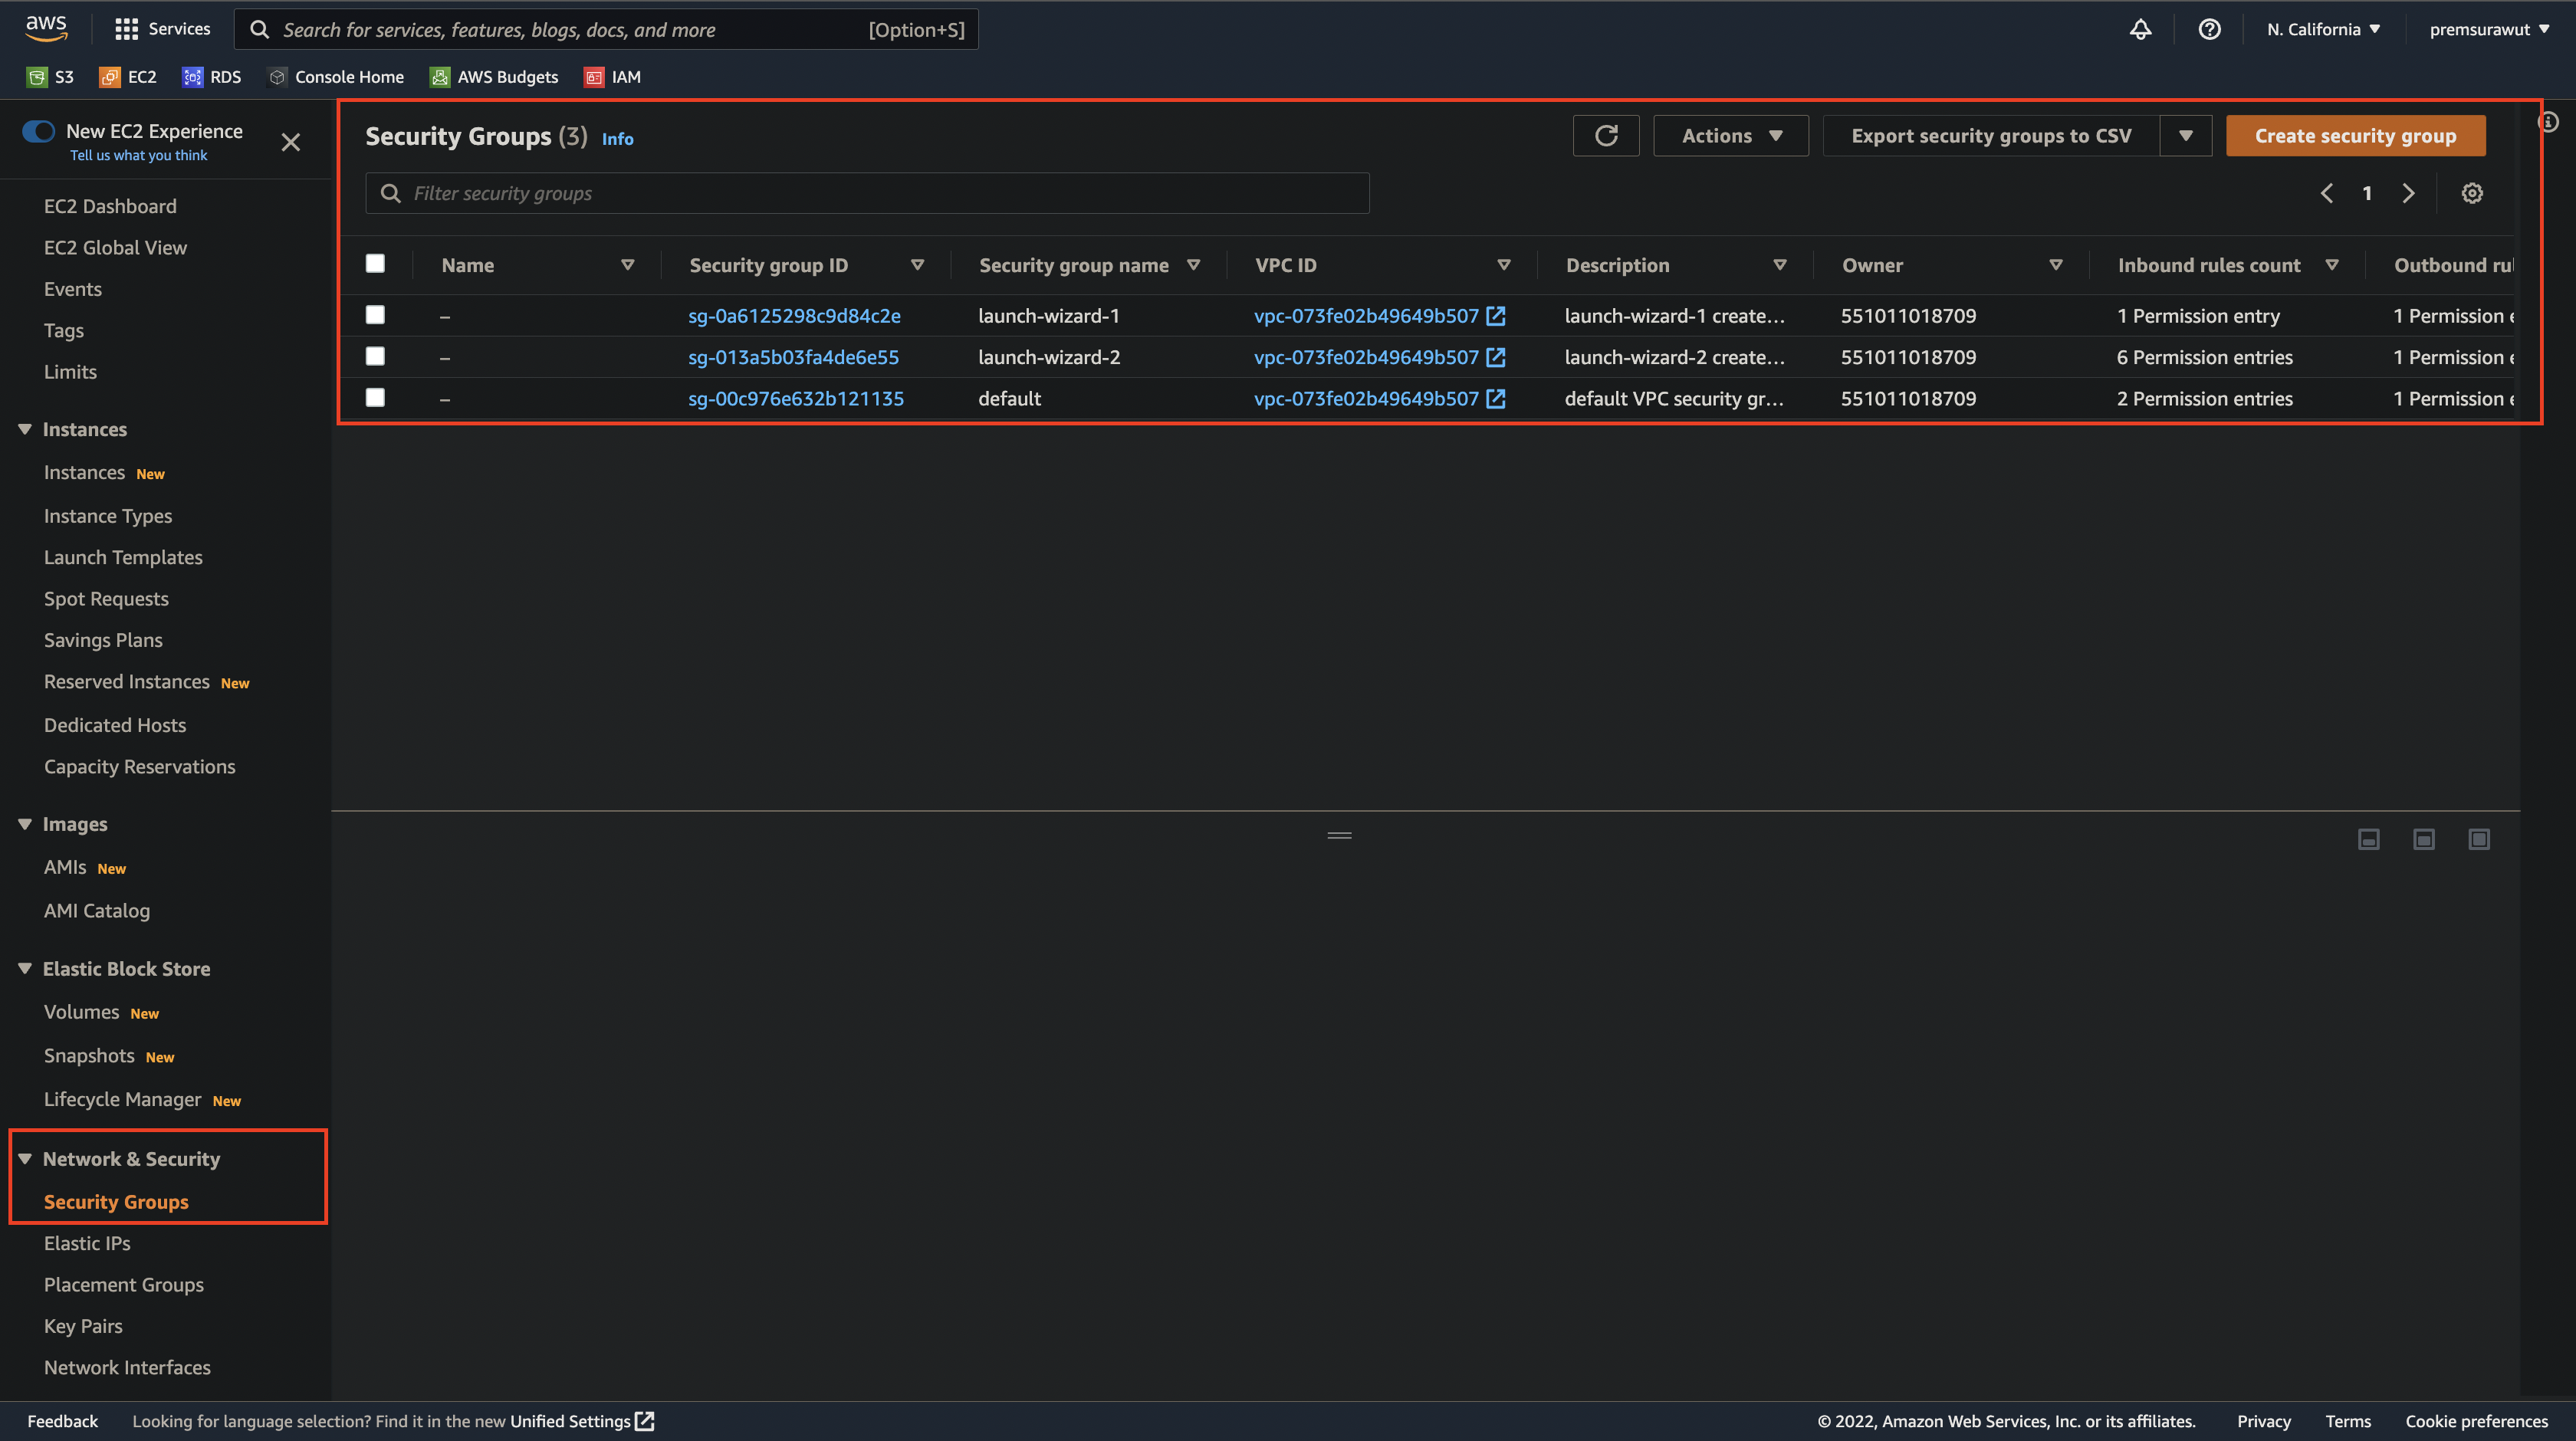 aws
Services
Search for services, features, blogs, docs, and more [Option+S]
N. California
premsurawut
S3
EC2
RDS
Console Home
AWS Budgets
IAM
New EC2 Experience
Tell us what you think
EC2 Dashboard
EC2 Global View
Events
Tags
Limits
Instances
Instances New
Instance Types
Launch Templates
Spot Requests
Savings Plans
Reserved Instances New
Dedicated Hosts
Capacity Reservations
Images
AMIs New
AMI Catalog
Elastic Block Store
Volumes New
Snapshots New
Lifecycle Manager New
Network & Security
Security Groups
Elastic IPs
Placement Groups
Key Pairs
Network Interfaces
Security Groups (3) Info
Actions
Export security groups to CSV
Create security group
Filter security groups
1
Name Security group ID Security group name VPC ID Description Owner Inbound rules count Outbound rul
– sg-0a6125298c9d84c2e launch-wizard-1 vpc-073fe02b49649b507 launch-wizard-1 create... 551011018709 1 Permission entry 1 Permission e
– sg-013a5b03fa4de6e55 launch-wizard-2 vpc-073fe02b49649b507 launch-wizard-2 create... 551011018709 6 Permission entries 1 Permission e
– sg-00c976e632b121135 default vpc-073fe02b49649b507 default VPC security gr... 551011018709 2 Permission entries 1 Permission e
Feedback
Looking for language selection? Find it in the new Unified Settings
© 2022, Amazon Web Services, Inc. or its affiliates.
Privacy
Terms
Cookie preferences